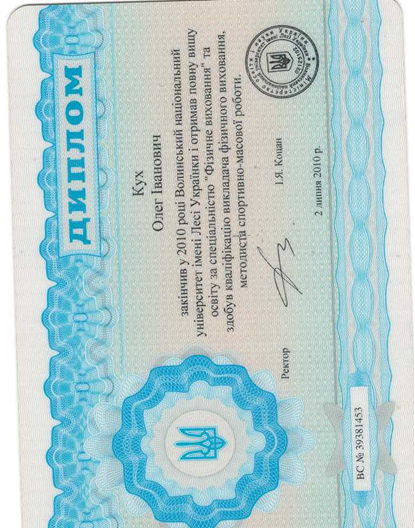 ДИПЛОМ
Кух
Олег Іванович
закінчив у 2010 році Волинський національний
університет імені Лесі Українки і отримав повну вищу
освіту за спеціальністю "Фізичне виховання" та
здобув кваліфікацію викладача фізичного виховання,
методиста спортивно-масової роботи.
Ректор
І.Я. Коцан
2 липня 2010 р.
ВС № 39381453